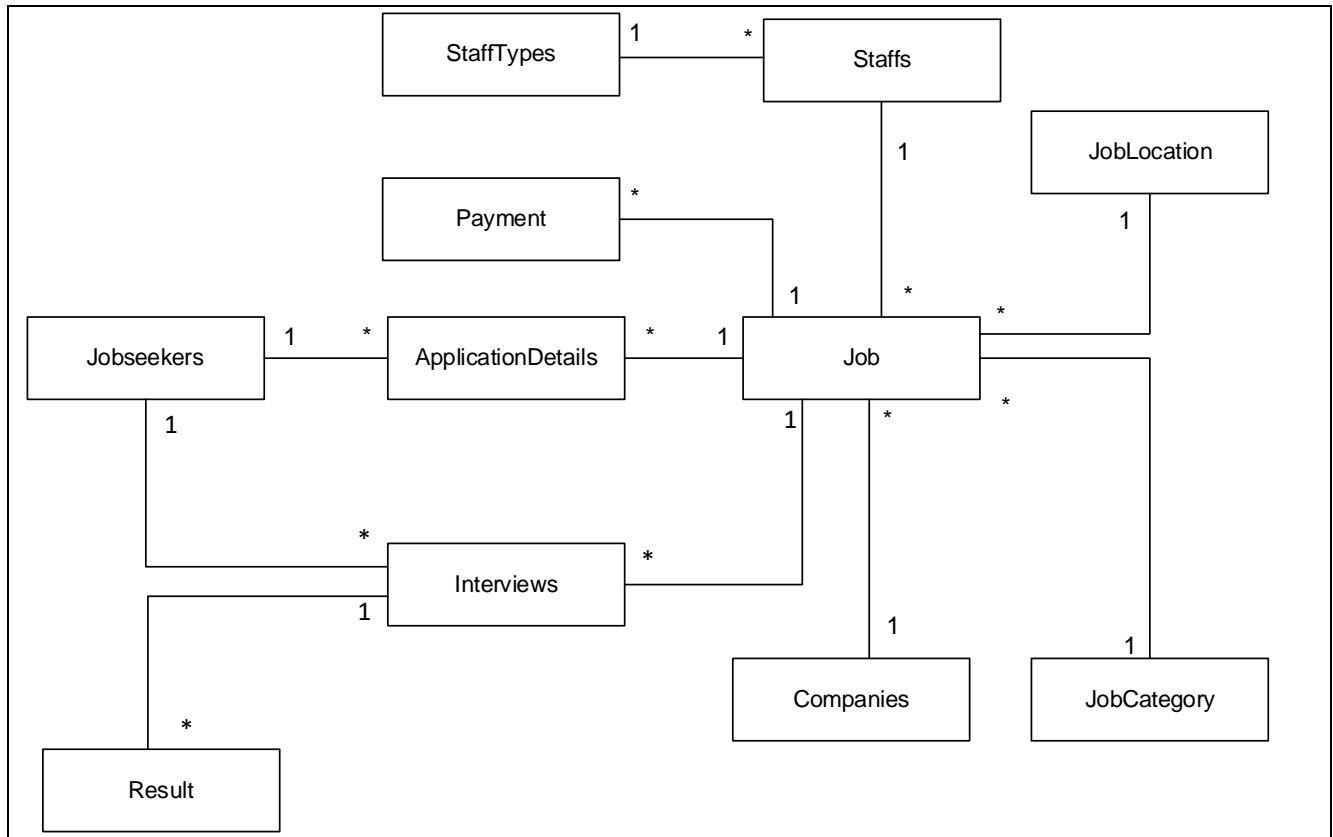 1
*
StaffTypes
Staffs
1
JobLocation
*
Payment
1
1
*
*
1
*
*
1
Jobseekers
ApplicationDetails
Job
*
*
1
1
*
*
Interviews
1
1
1
Companies
JobCategory
*
Result